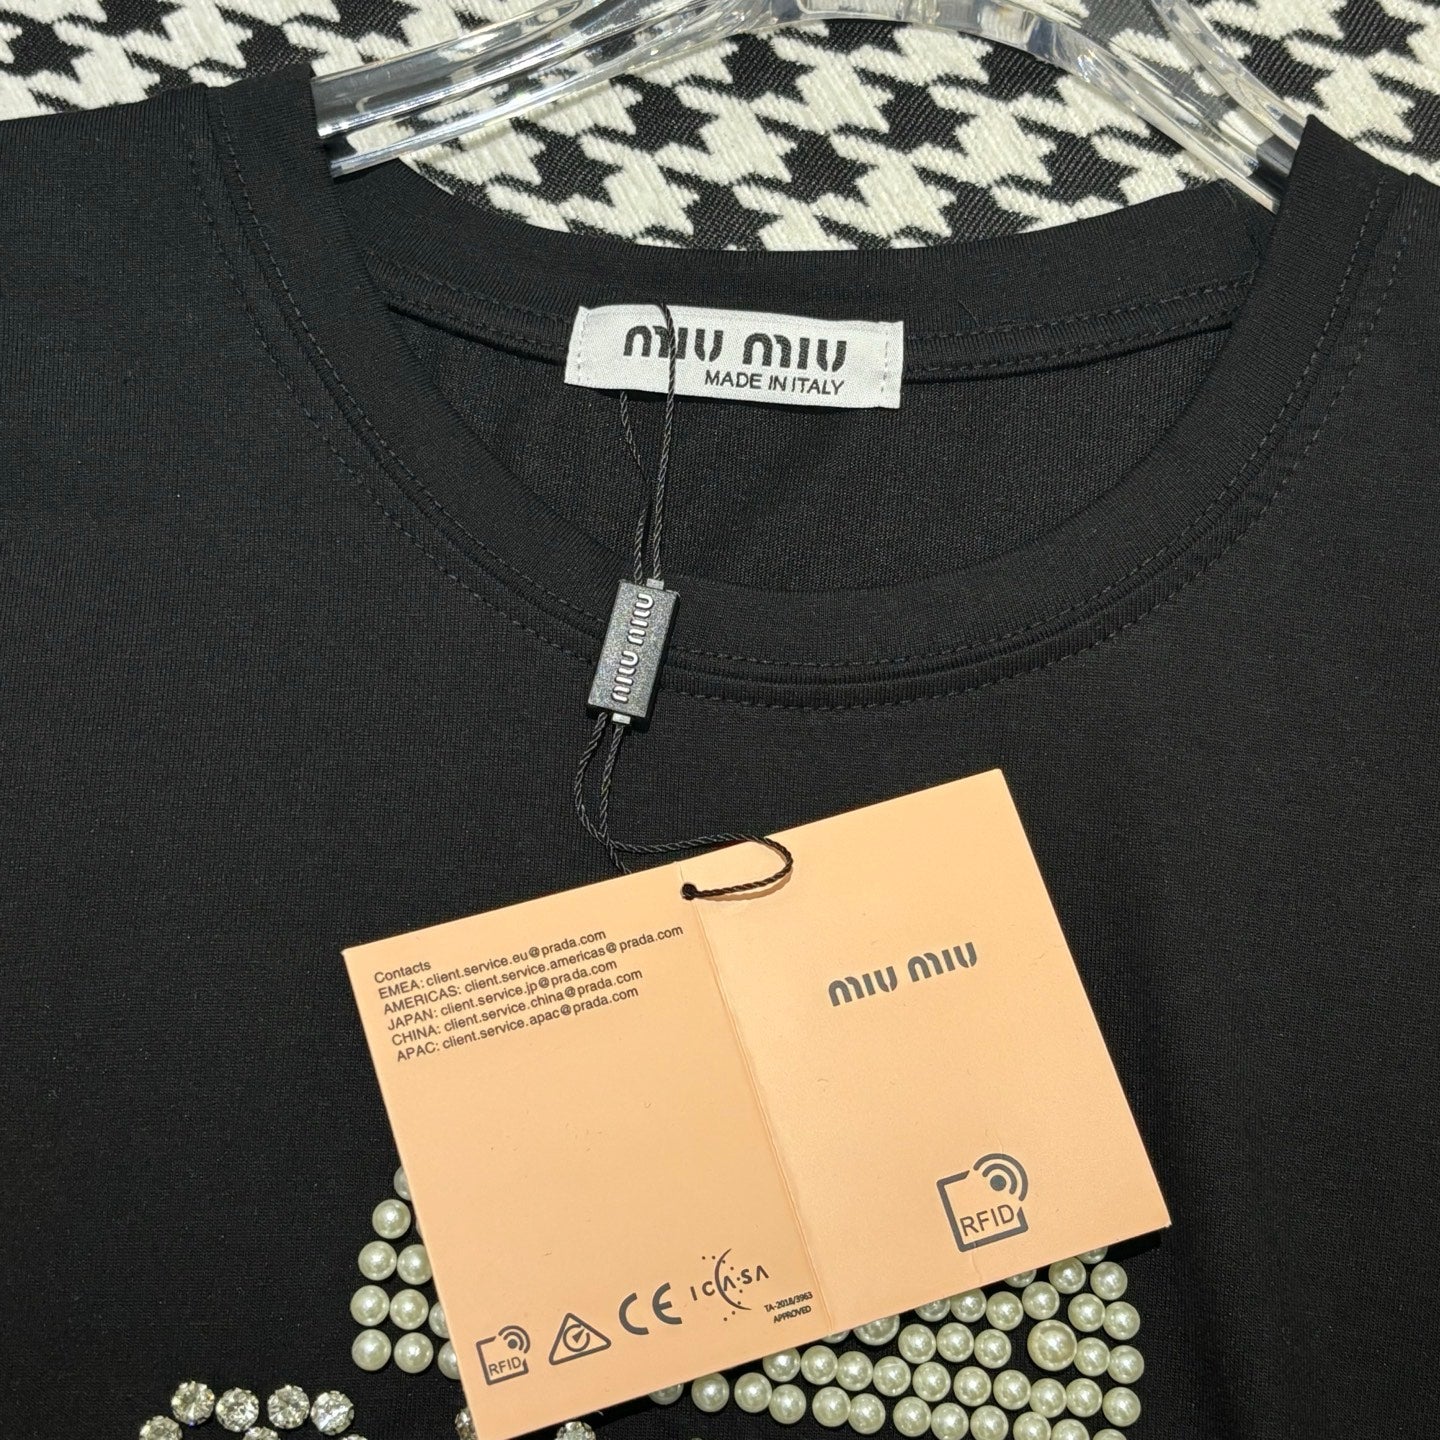 miu miu
MADE IN ITALY
miu miu
Contacts
EMEA: client.service.eu@prada.com
AMERICAS: client.service.americas@prada.com
JAPAN: client.service.jp@prada.com
CHINA: client.service.china@prada.com
APAC: client.service.apac@prada.com
miu miu
RFID
RFID
CE
ICASA
TA-2018/3963
APPROVED